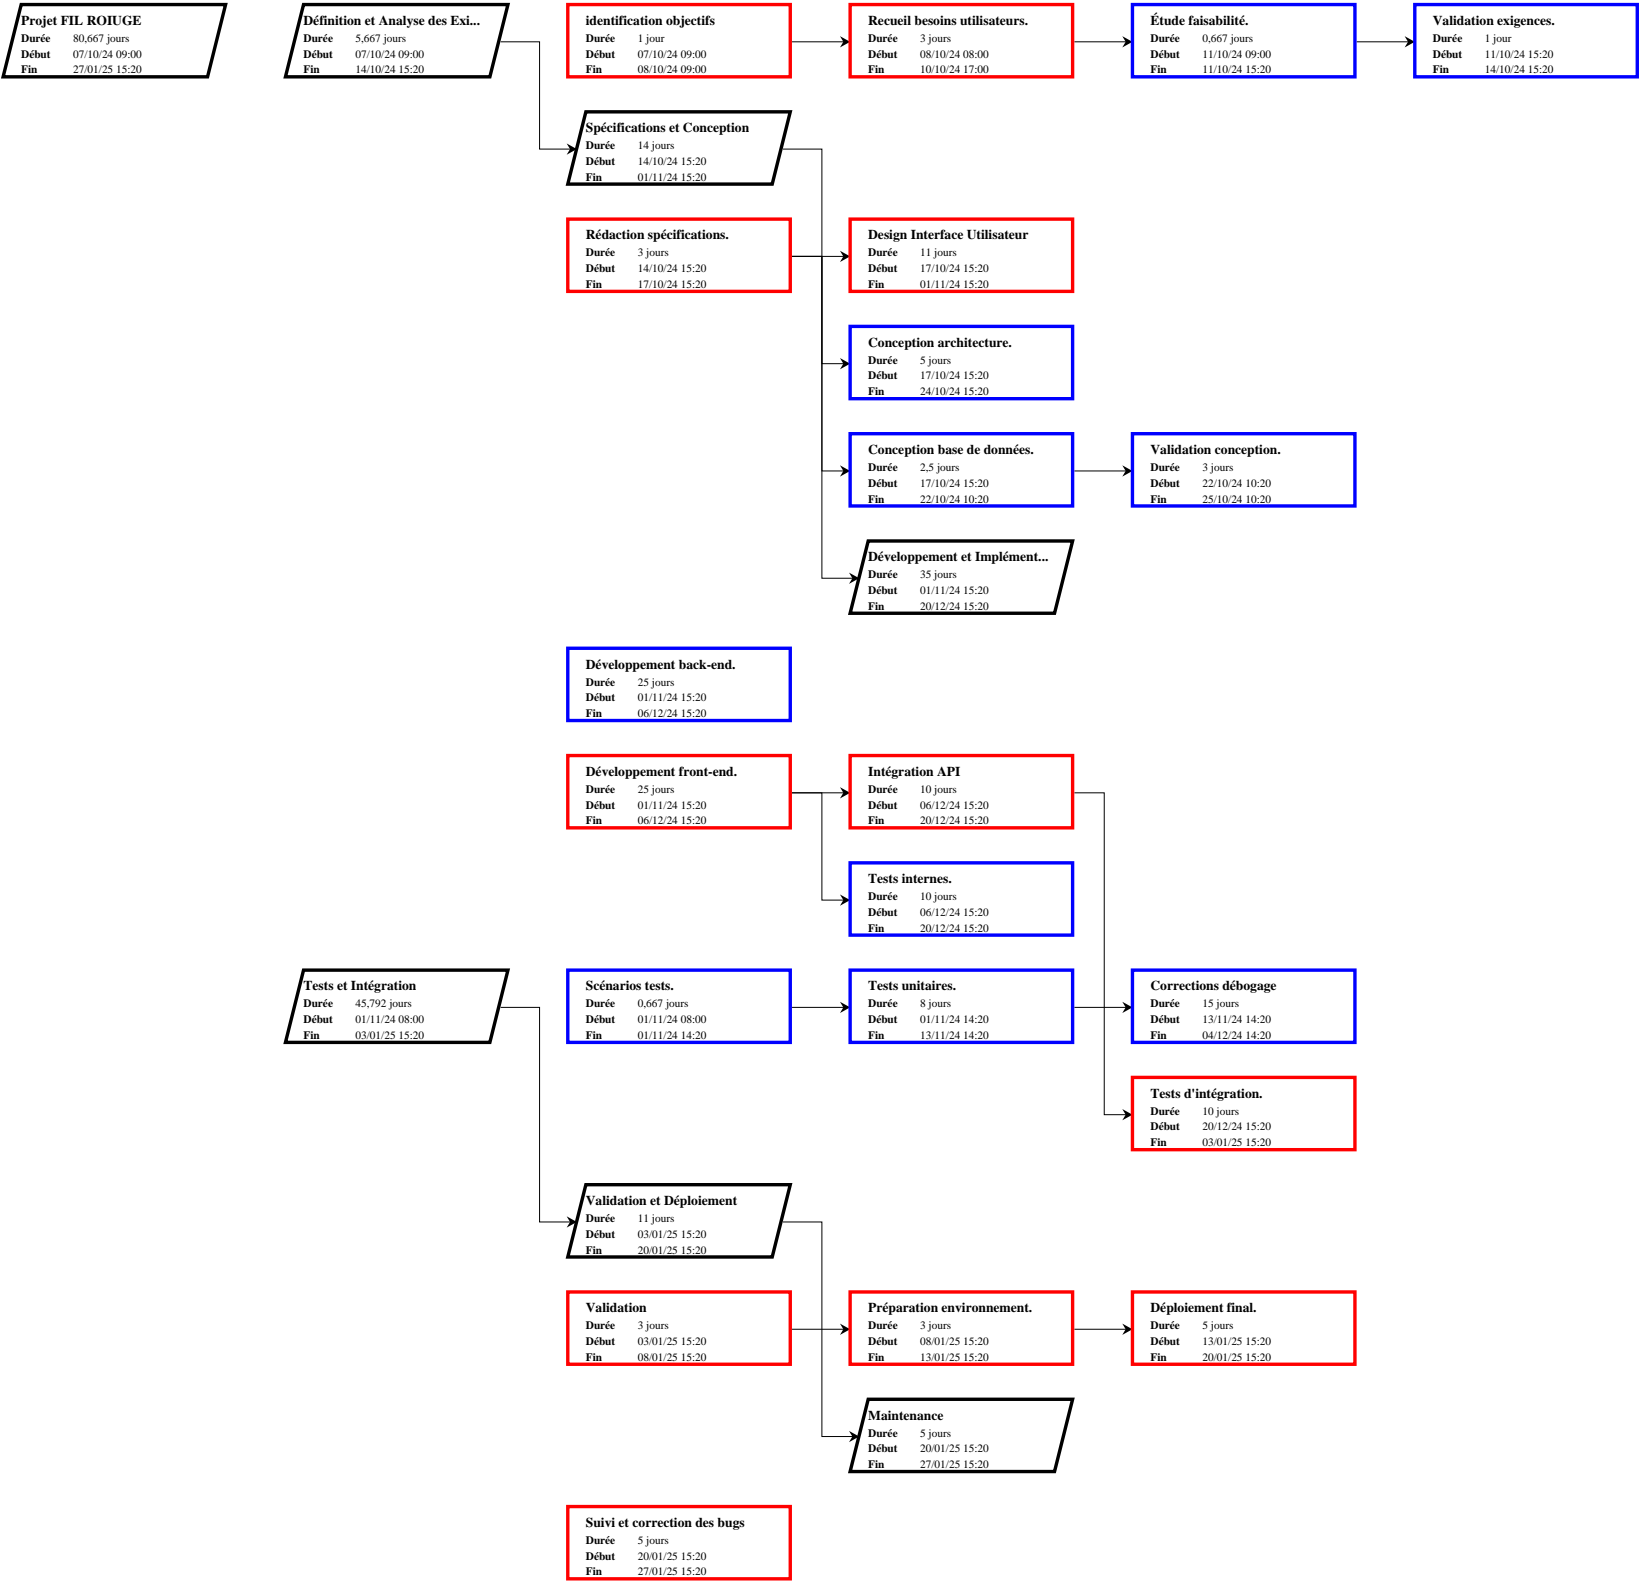 Projet FIL ROIUGE
Durée 80,667 jours
Début 07/10/24 09:00
Fin 27/01/25 15:20
Définition et Analyse des Exi...
Durée 5,667 jours
Début 07/10/24 09:00
Fin 14/10/24 15:20
identification objectifs
Durée 1 jour
Début 07/10/24 09:00
Fin 08/10/24 09:00
Recueil besoins utilisateurs.
Durée 3 jours
Début 08/10/24 08:00
Fin 10/10/24 17:00
Étude faisabilité.
Durée 0,667 jours
Début 11/10/24 09:00
Fin 11/10/24 15:20
Validation exigences.
Durée 1 jour
Début 11/10/24 15:20
Fin 14/10/24 15:20
Spécifications et Conception
Durée 14 jours
Début 14/10/24 15:20
Fin 01/11/24 15:20
Rédaction spécifications.
Durée 3 jours
Début 14/10/24 15:20
Fin 17/10/24 15:20
Design Interface Utilisateur
Durée 11 jours
Début 17/10/24 15:20
Fin 01/11/24 15:20
Conception architecture.
Durée 5 jours
Début 17/10/24 15:20
Fin 24/10/24 15:20
Conception base de données.
Durée 2,5 jours
Début 17/10/24 15:20
Fin 22/10/24 10:20
Validation conception.
Durée 3 jours
Début 22/10/24 10:20
Fin 25/10/24 10:20
Développement et Implément...
Durée 35 jours
Début 01/11/24 15:20
Fin 20/12/24 15:20
Développement back-end.
Durée 25 jours
Début 01/11/24 15:20
Fin 06/12/24 15:20
Développement front-end.
Durée 25 jours
Début 01/11/24 15:20
Fin 06/12/24 15:20
Intégration API
Durée 10 jours
Début 06/12/24 15:20
Fin 20/12/24 15:20
Tests internes.
Durée 10 jours
Début 06/12/24 15:20
Fin 20/12/24 15:20
Tests et Intégration
Durée 45,792 jours
Début 01/11/24 08:00
Fin 03/01/25 15:20
Scénarios tests.
Durée 0,667 jours
Début 01/11/24 08:00
Fin 01/11/24 14:20
Tests unitaires.
Durée 8 jours
Début 01/11/24 14:20
Fin 13/11/24 14:20
Corrections débogage
Durée 15 jours
Début 13/11/24 14:20
Fin 04/12/24 14:20
Tests d'intégration.
Durée 10 jours
Début 20/12/24 15:20
Fin 03/01/25 15:20
Validation et Déploiement
Durée 11 jours
Début 03/01/25 15:20
Fin 20/01/25 15:20
Validation
Durée 3 jours
Début 03/01/25 15:20
Fin 08/01/25 15:20
Préparation environnement.
Durée 3 jours
Début 08/01/25 15:20
Fin 13/01/25 15:20
Déploiement final.
Durée 5 jours
Début 13/01/25 15:20
Fin 20/01/25 15:20
Maintenance
Durée 5 jours
Début 20/01/25 15:20
Fin 27/01/25 15:20
Suivi et correction des bugs
Durée 5 jours
Début 20/01/25 15:20
Fin 27/01/25 15:20